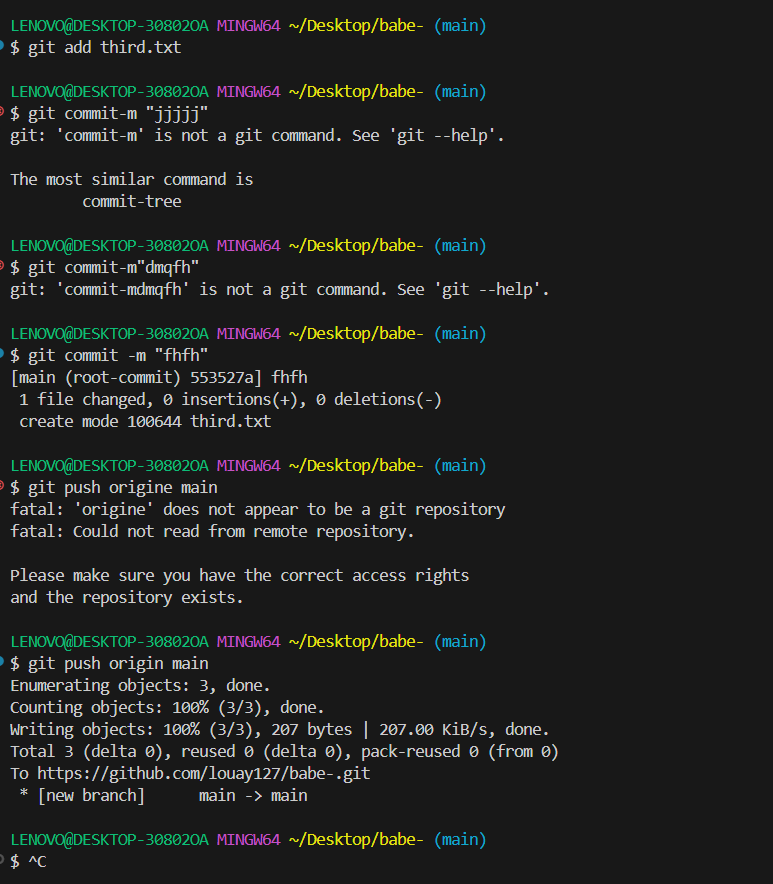 LENOVO@DESKTOP-30802OA MINGW64 ~/Desktop/babe- (main)
$ git add third.txt
LENOVO@DESKTOP-30802OA MINGW64 ~/Desktop/babe- (main)
$ git commit-m "jjjjj"
git: 'commit-m' is not a git command. See 'git --help'.
The most similar command is
commit-tree
LENOVO@DESKTOP-30802OA MINGW64 ~/Desktop/babe- (main)
$ git commit-m"dmqfh"
git: 'commit-mdmqfh' is not a git command. See 'git --help'.
LENOVO@DESKTOP-30802OA MINGW64 ~/Desktop/babe- (main)
$ git commit -m "fhfh"
[main (root-commit) 553527a] fhfh
1 file changed, 0 insertions(+), 0 deletions(-)
create mode 100644 third.txt
LENOVO@DESKTOP-30802OA MINGW64 ~/Desktop/babe- (main)
$ git push origine main
fatal: 'origine' does not appear to be a git repository
fatal: Could not read from remote repository.
Please make sure you have the correct access rights
and the repository exists.
LENOVO@DESKTOP-30802OA MINGW64 ~/Desktop/babe- (main)
$ git push origin main
Enumerating objects: 3, done.
Counting objects: 100% (3/3), done.
Writing objects: 100% (3/3), 207 bytes | 207.00 KiB/s, done.
Total 3 (delta 0), reused 0 (delta 0), pack-reused 0 (from 0)
To https://github.com/louay127/babe-.git
* [new branch]      main -> main
LENOVO@DESKTOP-30802OA MINGW64 ~/Desktop/babe- (main)
$ ^C